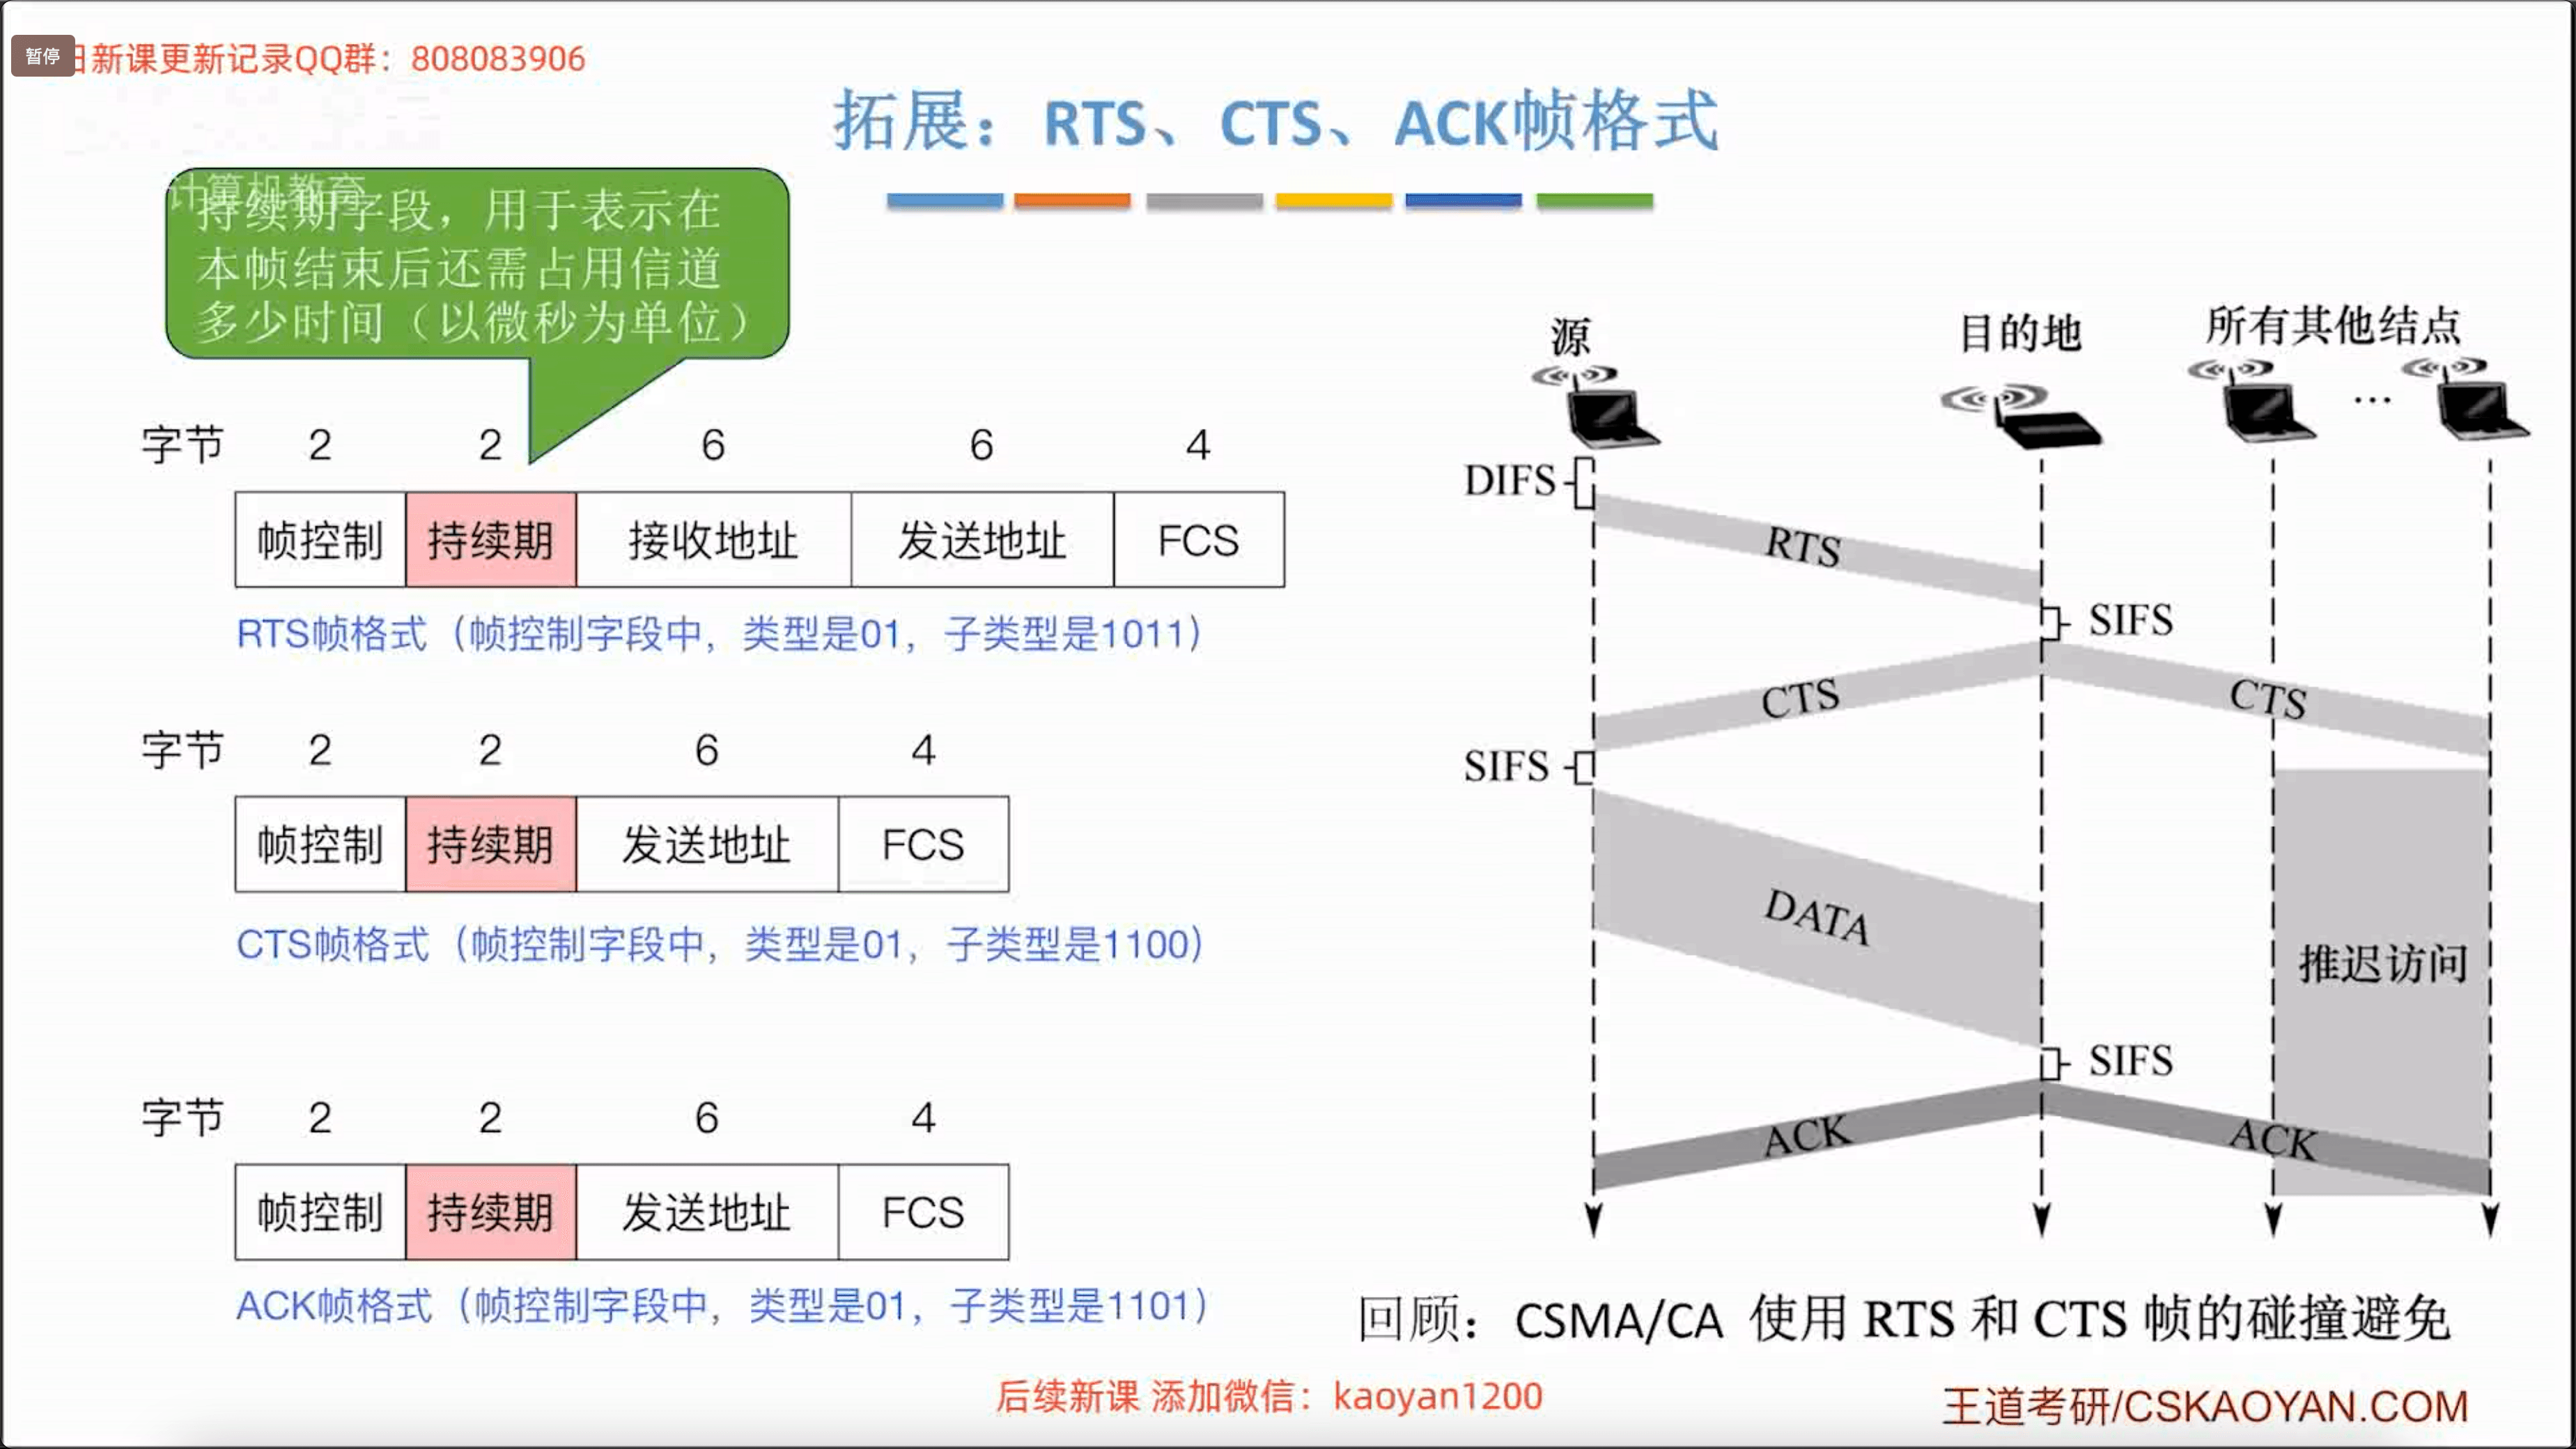 暂停
日新课更新记录QQ群：808083906
拓展：RTS、CTS、ACK帧格式
计算机教育
持续期字段，用于表示在
本帧结束后还需占用信道
多少时间（以微秒为单位）
字节 2 2 6 6 4
帧控制 持续期 接收地址 发送地址 FCS
RTS帧格式（帧控制字段中，类型是01，子类型是1011）
字节 2 2 6 4
帧控制 持续期 发送地址 FCS
CTS帧格式（帧控制字段中，类型是01，子类型是1100）
字节 2 2 6 4
帧控制 持续期 发送地址 FCS
ACK帧格式（帧控制字段中，类型是01，子类型是1101）
源 目的地 所有其他结点
...
DIFS
RTS
SIFS
CTS CTS
SIFS
DATA
推迟访问
SIFS
ACK ACK
回顾：CSMA/CA 使用 RTS 和 CTS 帧的碰撞避免
后续新课 添加微信：kaoyan1200
王道考研/CSKAOYAN.COM